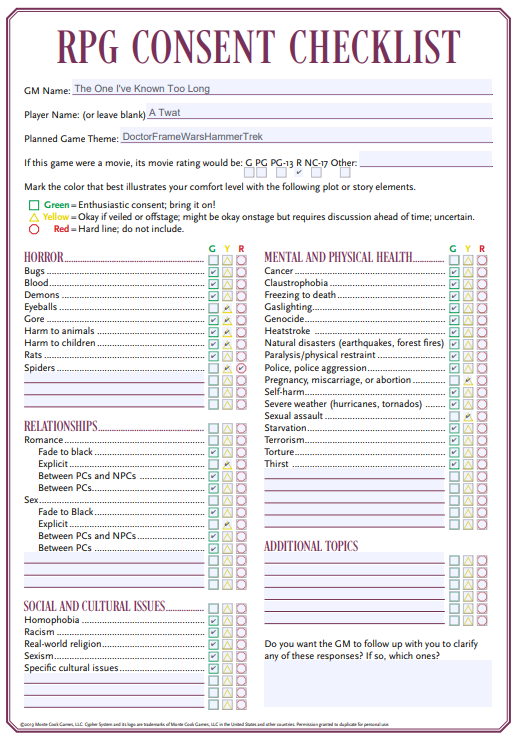 RPG CONSENT CHECKLIST
GM Name: The One I've Known Too Long
Player Name: (or leave blank) A Twat
Planned Game Theme: DoctorFrameWarsHammerTrek
If this game were a movie, its movie rating would be: G PG PG-13 R NC-17 Other:
Mark the color that best illustrates your comfort level with the following plot or story elements.
Green = Enthusiastic consent; bring it on!
Yellow = Okay if veiled or offstage; might be okay onstage but requires discussion ahead of time; uncertain.
Red = Hard line; do not include.
G Y R
HORROR
Bugs
Blood
Demons
Eyeballs
Gore
Harm to animals
Harm to children
Rats
Spiders
RELATIONSHIPS
Romance
Fade to black
Explicit
Between PCs and NPCs
Between PCs
Sex
Fade to Black
Explicit
Between PCs and NPCs
Between PCs
SOCIAL AND CULTURAL ISSUES
Homophobia
Racism
Real-world religion
Sexism
Specific cultural issues
G Y R
MENTAL AND PHYSICAL HEALTH
Cancer
Claustrophobia
Freezing to death
Gaslighting
Genocide
Heatstroke
Natural disasters (earthquakes, forest fires)
Paralysis/physical restraint
Police, police aggression
Pregnancy, miscarriage, or abortion
Self-harm
Severe weather (hurricanes, tornados)
Sexual assault
Starvation
Terrorism
Torture
Thirst
ADDITIONAL TOPICS
Do you want the GM to follow up with you to clarify
any of these responses? If so, which ones?
©2019 Monte Cook Games, LLC. Cypher System and its logo are trademarks of Monte Cook Games, LLC in the United States and other countries. Permission granted to duplicate for personal use.